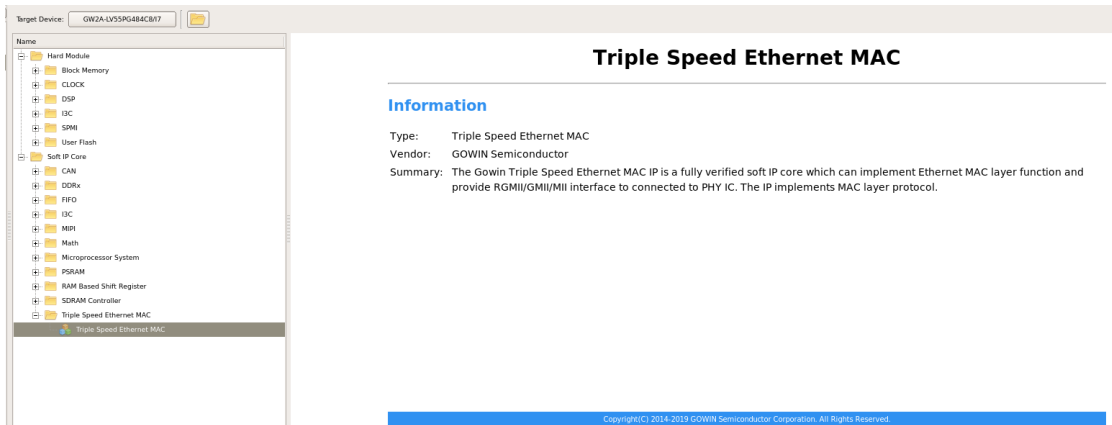 Target Device: GW2A-LV55PG484C8/I7
Name
Hard Module
Block Memory
CLOCK
DSP
I3C
SPMI
User Flash
Soft IP Core
CAN
DDRx
FIFO
I3C
MIPI
Math
Microprocessor System
PSRAM
RAM Based Shift Register
SDRAM Controller
Triple Speed Ethernet MAC
Triple Speed Ethernet MAC
Triple Speed Ethernet MAC
Information
Type: Triple Speed Ethernet MAC
Vendor: GOWIN Semiconductor
Summary: The Gowin Triple Speed Ethernet MAC IP is a fully verified soft IP core which can implement Ethernet MAC layer function and
provide RGMII/GMII/MII interface to connected to PHY IC. The IP implements MAC layer protocol.
Copyright(C) 2014-2019 GOWIN Semiconductor Corporation. All Rights Reserved.